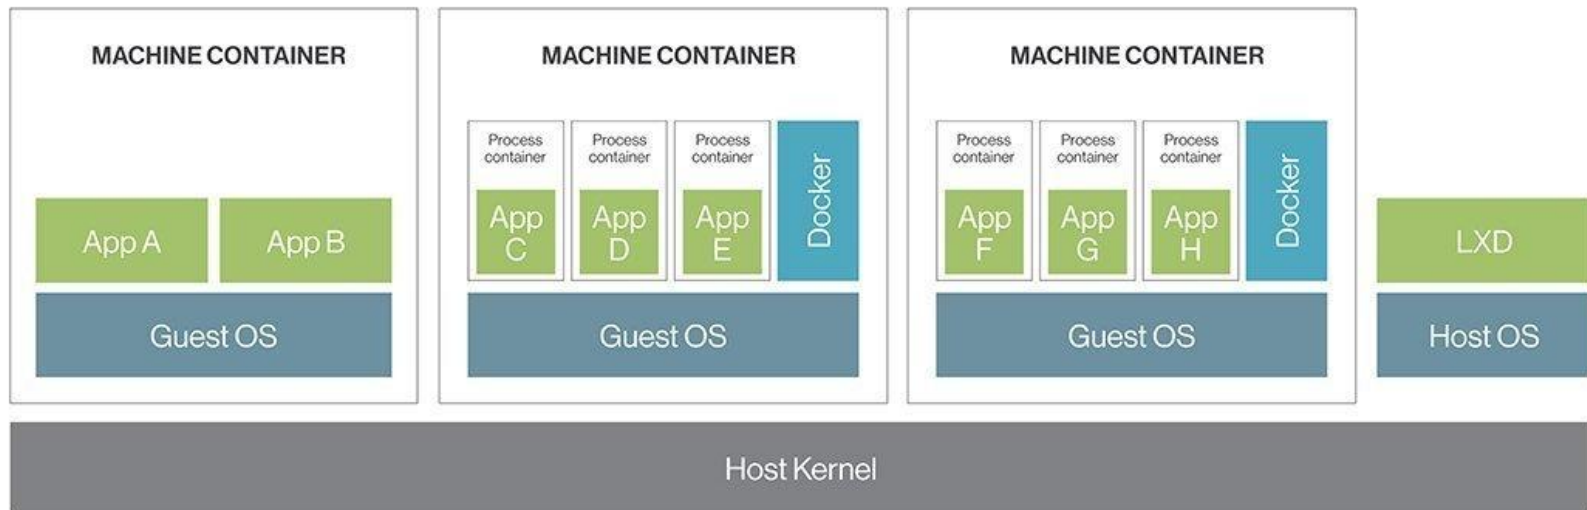 MACHINE CONTAINER
App A
App B
Guest OS
MACHINE CONTAINER
Process
container
App
C
Process
container
App
D
Process
container
App
E
Docker
Guest OS
MACHINE CONTAINER
Process
container
App
F
Process
container
App
G
Process
container
App
H
Docker
Guest OS
LXD
Host OS
Host Kernel